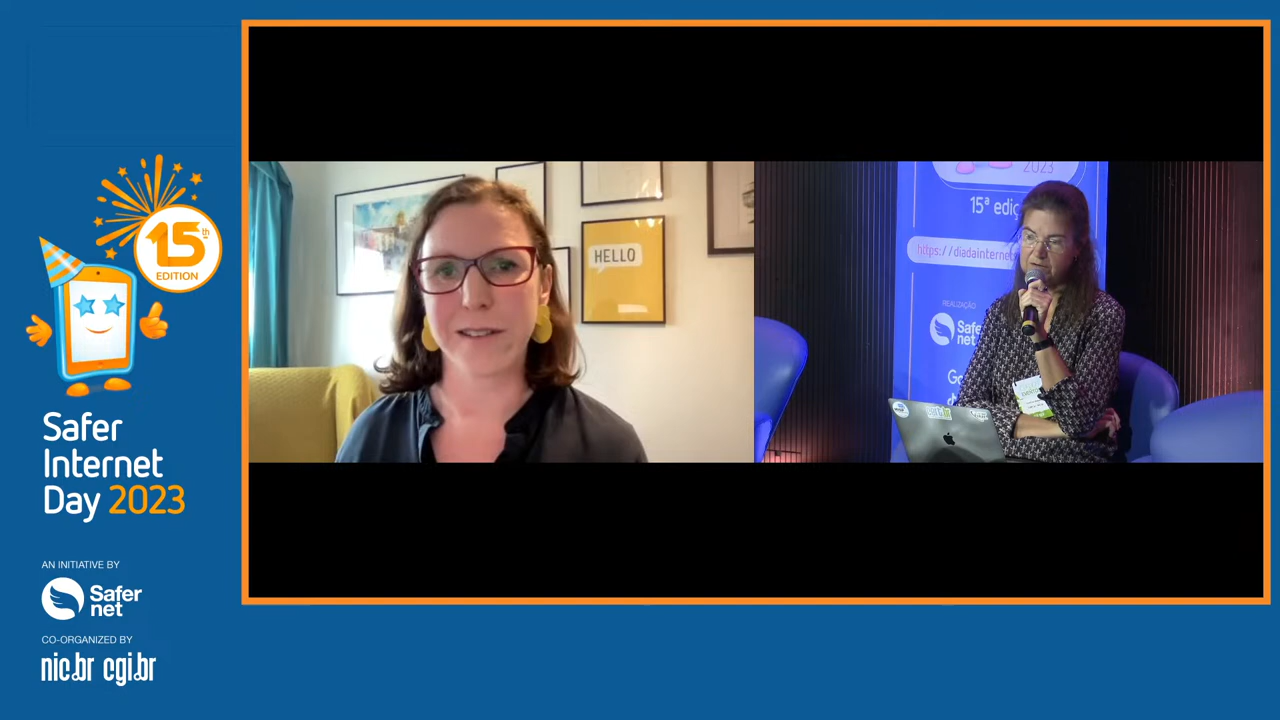 15th
EDITION
Safer
Internet
Day 2023
AN INITIATIVE BY
Safer
net
CO-ORGANIZED BY
nic.br cgi.br
HELLO
2023
15ª ediç
https://diadainterne
REALIZAÇÃO
Safer
net